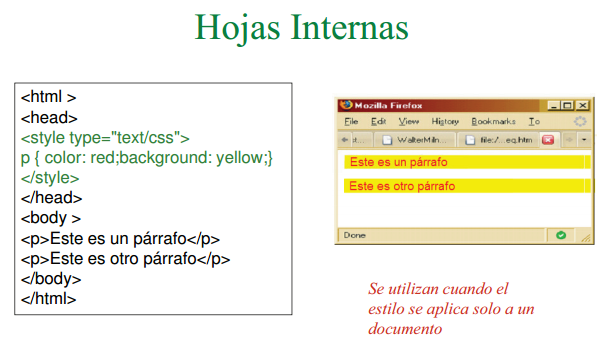 Hojas Internas
<html >
<head>
<style type="text/css">
p { color: red;background: yellow;}
</style>
</head>
<body >
<p>Este es un párrafo</p>
<p>Este es otro párrafo</p>
</body>
</html>
Mozilla Firefox
File Edit View History Bookmarks To
WalterMiln... file:/...eq.htm
Este es un párrafo
Este es otro párrafo
Done
Se utilizan cuando el
estilo se aplica solo a un
documento